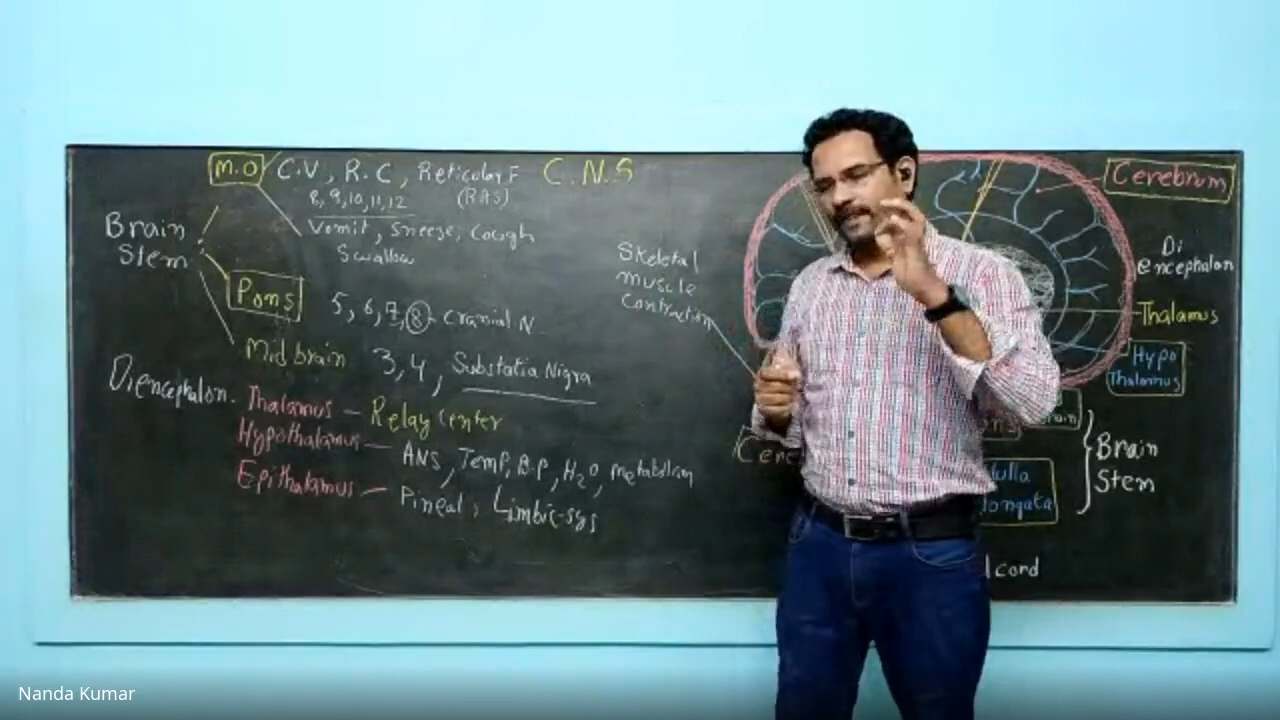 C.N.S
M.O C.V, R.C, Reticular F
8, 9, 10, 11, 12 (RAS)
Vomit, Sneeze, Cough
Swallow
Brain
Stem
Pons
5, 6, 7, 8 - Cranial N
Mid brain 3, 4, Substatia Nigra
Diencephalon.
Thalamus - Relay Center
Hypothalamus - ANS, Temp, B.P, H2O, Metabolism
Epithalamus - Pineal, Limbic-sys
Skeletal
muscle
Contraction
Cerebrum
Di
encephalon
Thalamus
Hypo
Thalamus
Brain
Stem
Nanda Kumar